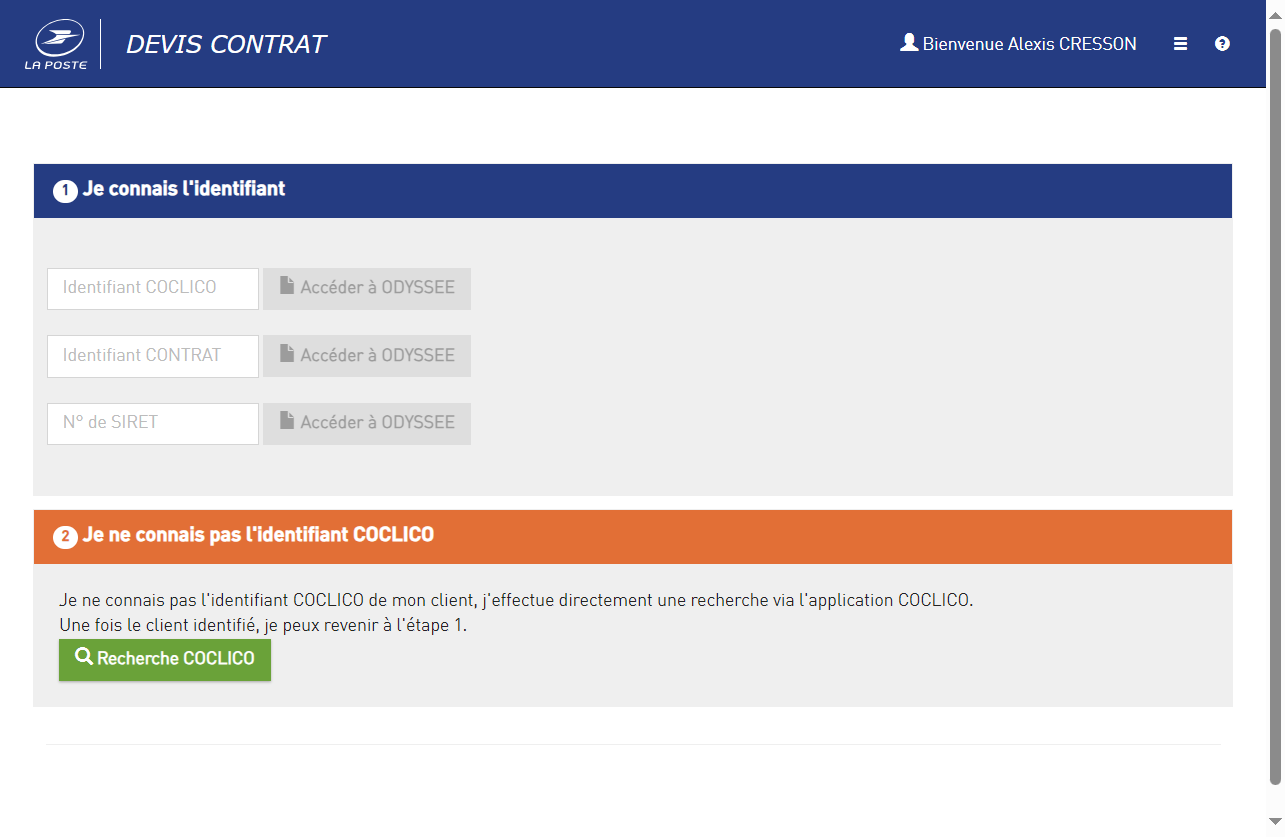 LA POSTE
DEVIS CONTRAT
Bienvenue Alexis CRESSON
?
1 Je connais l'identifiant
Identifiant COCLICO
Accéder à ODYSSEE
Identifiant CONTRAT
Accéder à ODYSSEE
N° de SIRET
Accéder à ODYSSEE
2 Je ne connais pas l'identifiant COCLICO
Je ne connais pas l'identifiant COCLICO de mon client, j'effectue directement une recherche via l'application COCLICO.
Une fois le client identifié, je peux revenir à l'étape 1.
Recherche COCLICO